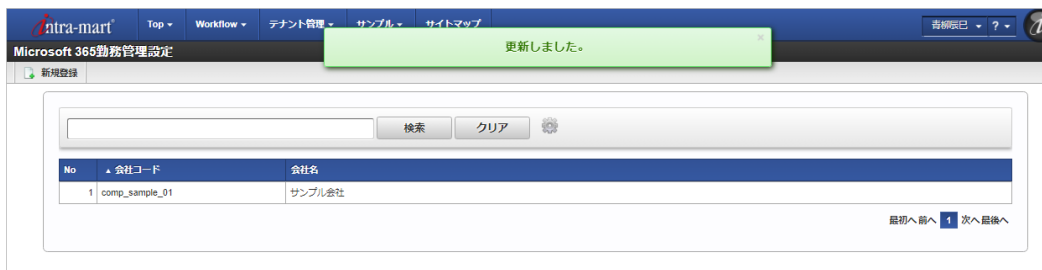 intra-mart Top Workflow テナント管理 サンプル サイトマップ 青柳辰巳 ?
Microsoft 365勤務管理設定
更新しました。 ×
新規登録
検索 クリア
No ▲ 会社コード 会社名
1 comp_sample_01 サンプル会社
最初へ 前へ 1 次へ 最後へ